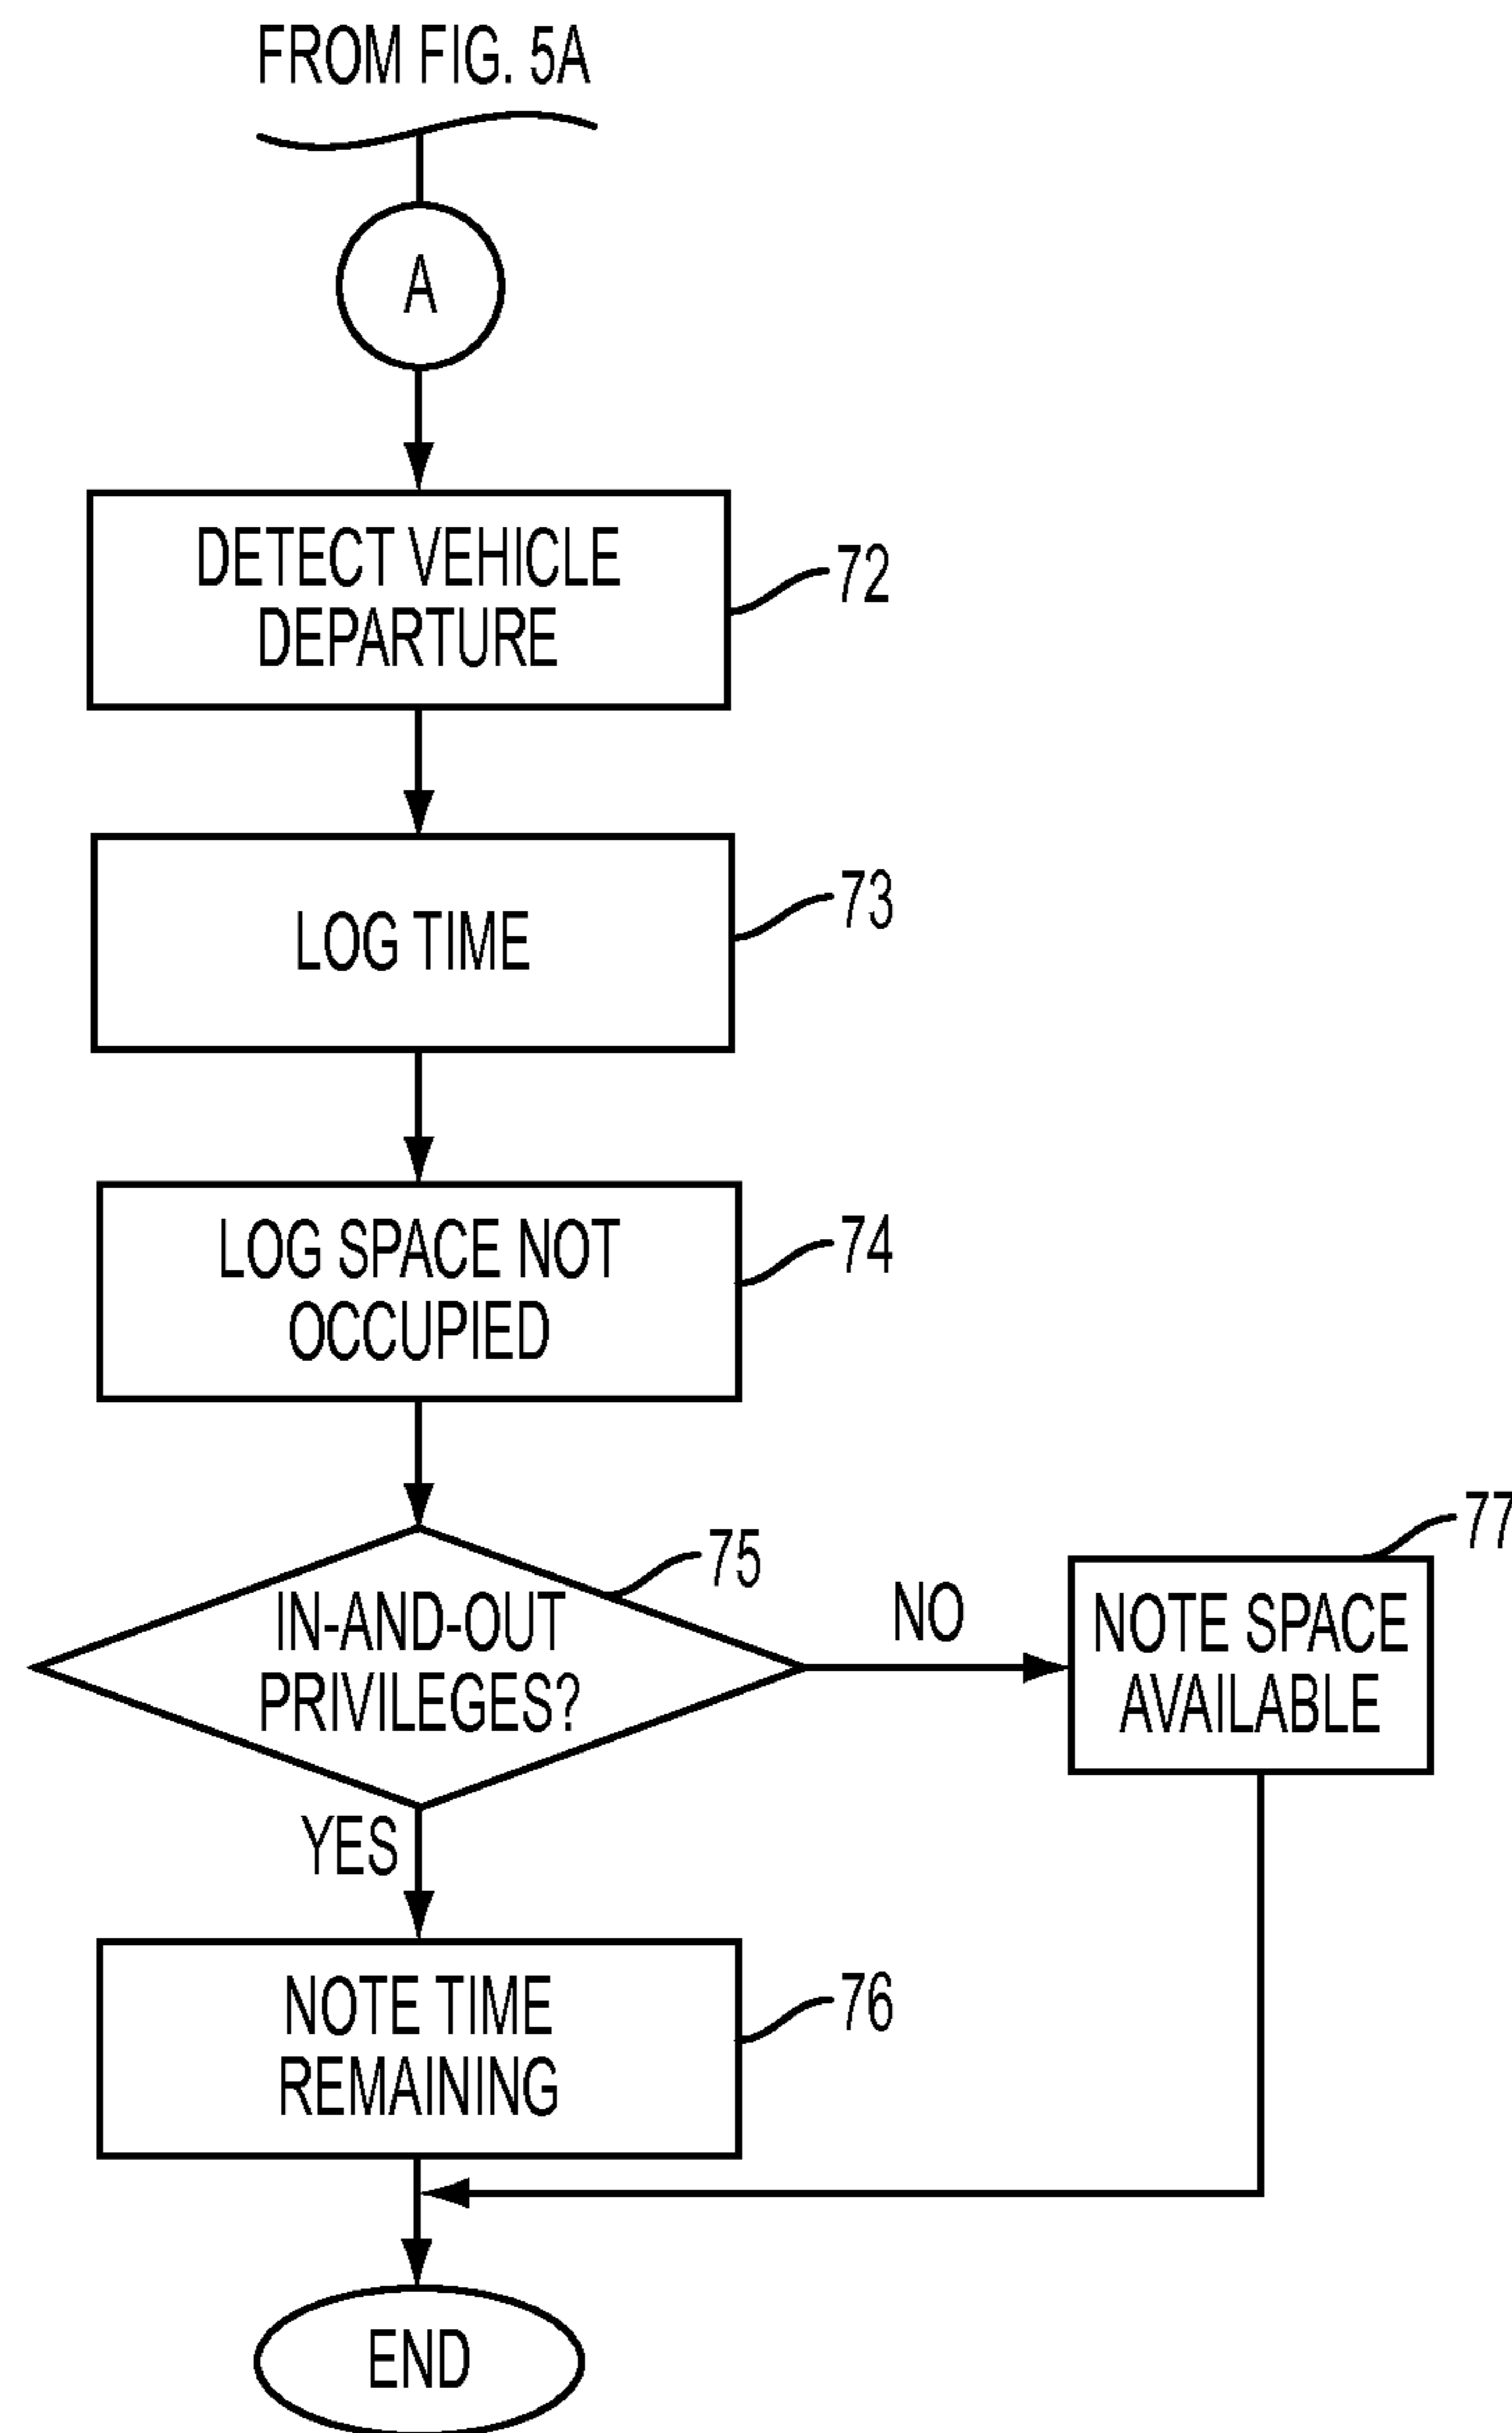 FROM FIG. 5A
A
DETECT VEHICLE
DEPARTURE
72
LOG TIME
73
LOG SPACE NOT
OCCUPIED
74
IN-AND-OUT
PRIVILEGES?
75
NO
NOTE SPACE
AVAILABLE
77
YES
NOTE TIME
REMAINING
76
END